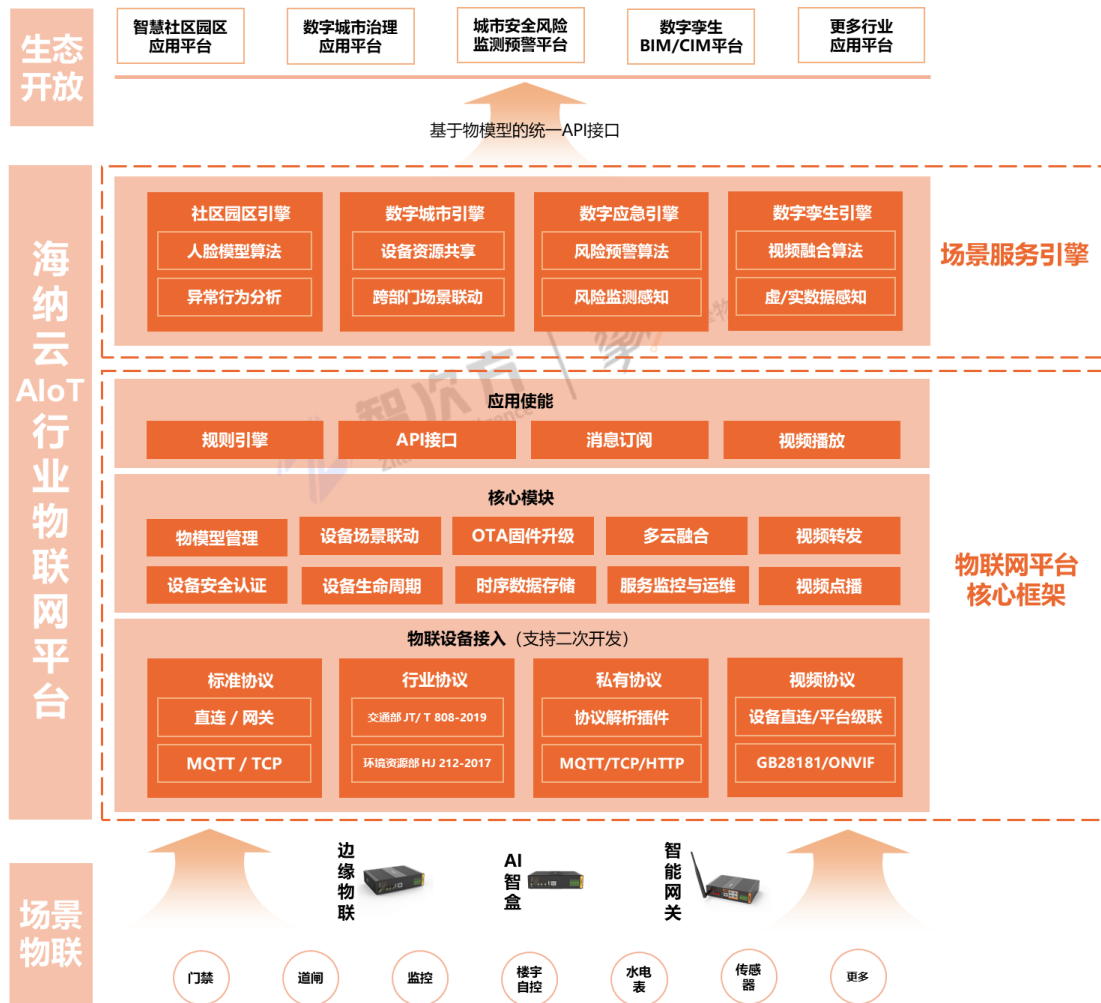 生态
开放
智慧社区园区
应用平台
数字城市治理
应用平台
城市安全风险
监测预警平台
数字孪生
BIM/CIM平台
更多行业
应用平台
基于物模型的统一API接口
海纳云AIoT行业物联网平台
社区园区引擎
人脸模型算法
异常行为分析
数字城市引擎
设备资源共享
跨部门场景联动
数字应急引擎
风险预警算法
风险监测感知
数字孪生引擎
视频融合算法
虚/实数据感知
场景服务引擎
智次方
应用使能
规则引擎
API接口
消息订阅
视频播放
核心模块
物模型管理
设备场景联动
OTA固件升级
多云融合
视频转发
设备安全认证
设备生命周期
时序数据存储
服务监控与运维
视频点播
物联网平台
核心框架
物联设备接入（支持二次开发）
标准协议
直连 / 网关
MQTT / TCP
行业协议
交通部 JT/ T 808-2019
环境资源部 HJ 212-2017
私有协议
协议解析插件
MQTT/TCP/HTTP
视频协议
设备直连/平台级联
GB28181/ONVIF
场景
物联
边缘物联
AI智盒
智能网关
门禁
道闸
监控
楼宇
自控
水电
表
传感
器
更多